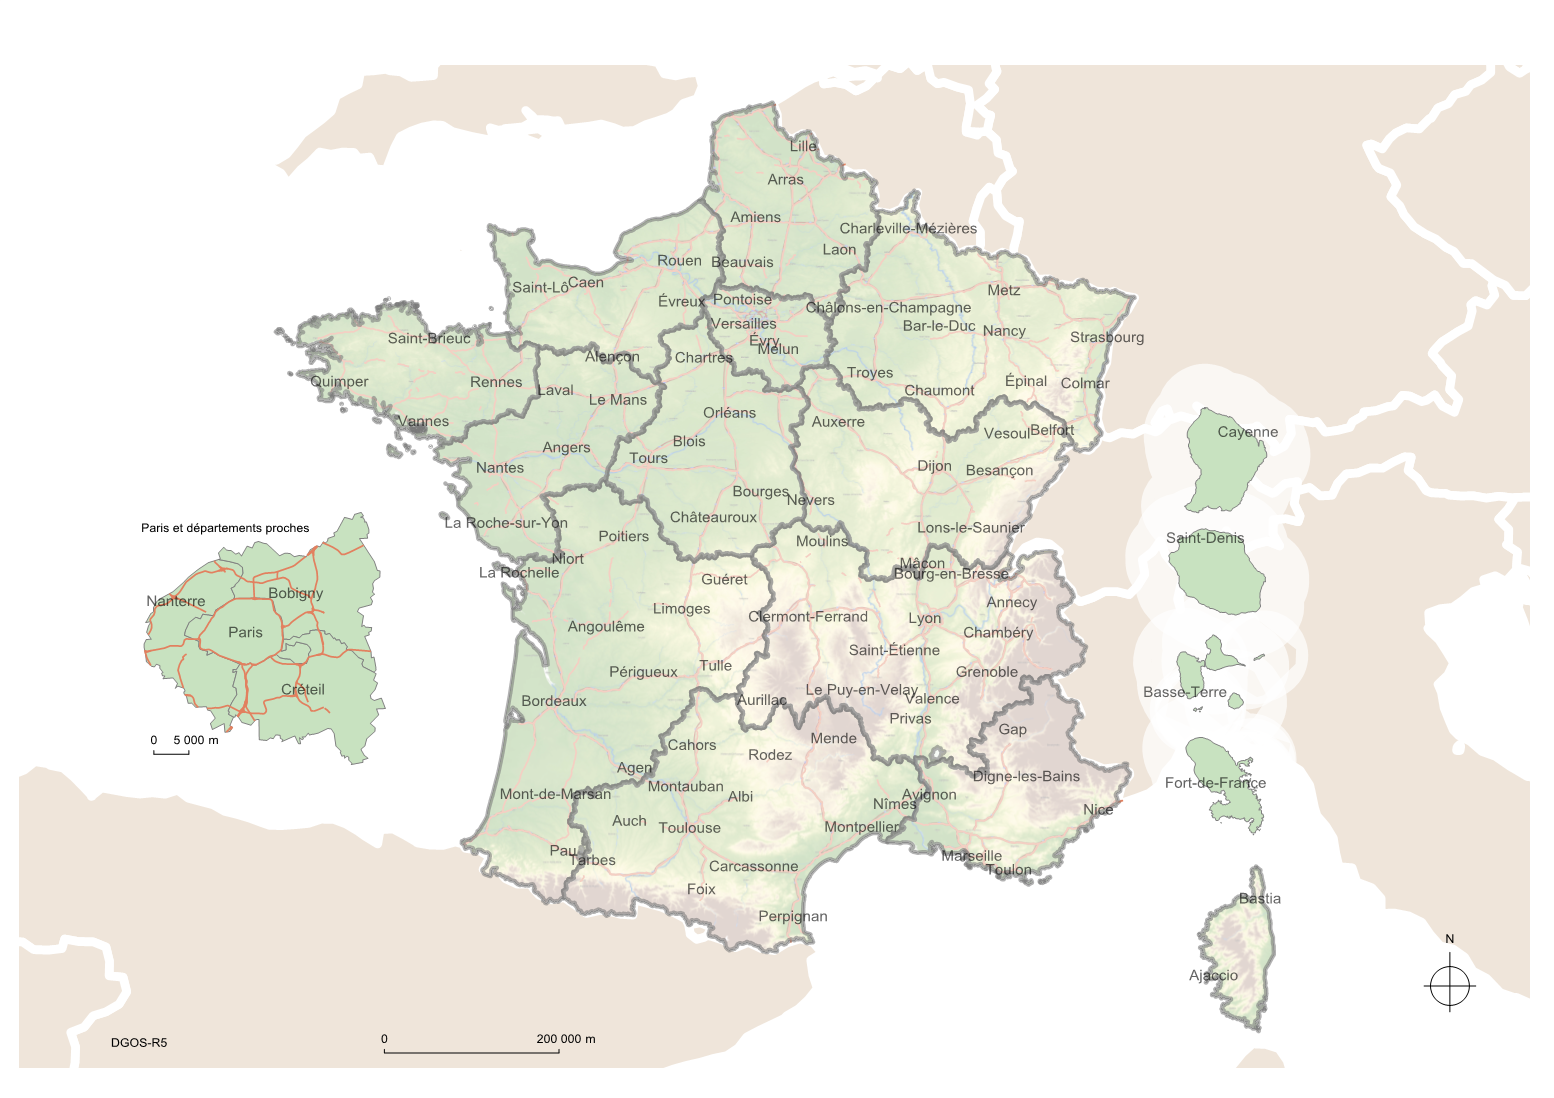 Lille
Arras
Amiens
Charleville-Mézières
Laon
Rouen
Beauvais
Saint-Lô
Caen
Metz
Évreux
Pontoise
Châlons-en-Champagne
Versailles
Bar-le-Duc
Nancy
Strasbourg
Saint-Brieuc
Évry
Melun
Alençon
Chartres
Troyes
Quimper
Rennes
Laval
Le Mans
Chaumont
Épinal
Colmar
Vannes
Orléans
Auxerre
Vesoul
Belfort
Cayenne
Angers
Blois
Tours
Nantes
Dijon
Besançon
Bourges
Nevers
La Roche-sur-Yon
Châteauroux
Lons-le-Saunier
Paris et départements proches
Poitiers
Moulins
Saint-Denis
Niort
La Rochelle
Mâcon
Bourg-en-Bresse
Guéret
Nanterre
Bobigny
Limoges
Annecy
Clermont-Ferrand
Lyon
Paris
Angoulême
Chambéry
Saint-Étienne
Tulle
Périgueux
Grenoble
Créteil
Bordeaux
Aurillac
Le Puy-en-Velay
Valence
Basse-Terre
Privas
Gap
0 5 000 m
Cahors
Mende
Rodez
Agen
Digne-les-Bains
Montauban
Mont-de-Marsan
Albi
Avignon
Nîmes
Fort-de-France
Nice
Auch
Toulouse
Montpellier
Pau
Tarbes
Marseille
Carcassonne
Toulon
Foix
Bastia
Perpignan
N
Ajaccio
DGOS-R5
0 200 000 m